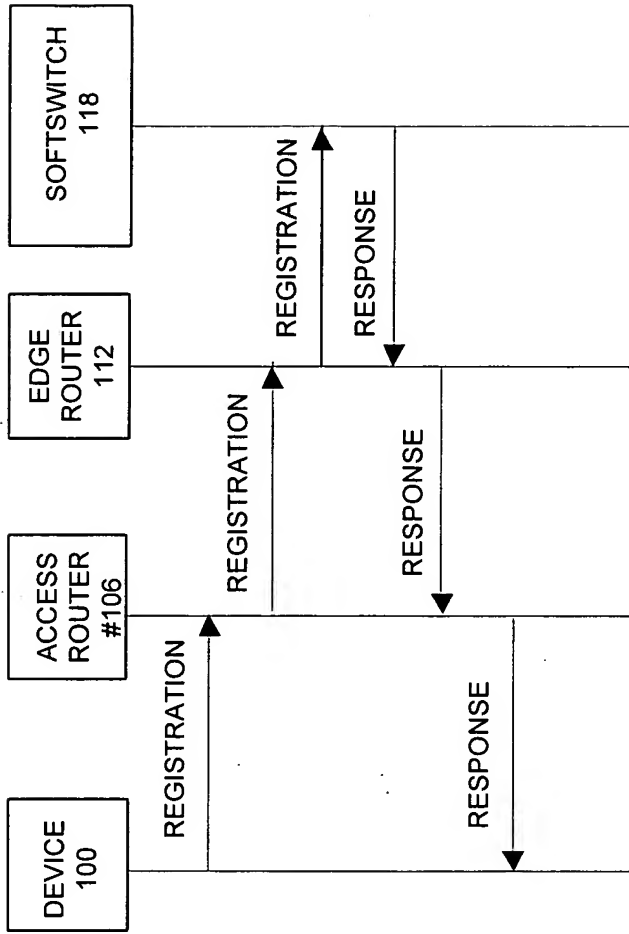 DEVICE
100
ACCESS
ROUTER
#106
EDGE
ROUTER
112
SOFTSWITCH
118
REGISTRATION
REGISTRATION
REGISTRATION
RESPONSE
RESPONSE
RESPONSE